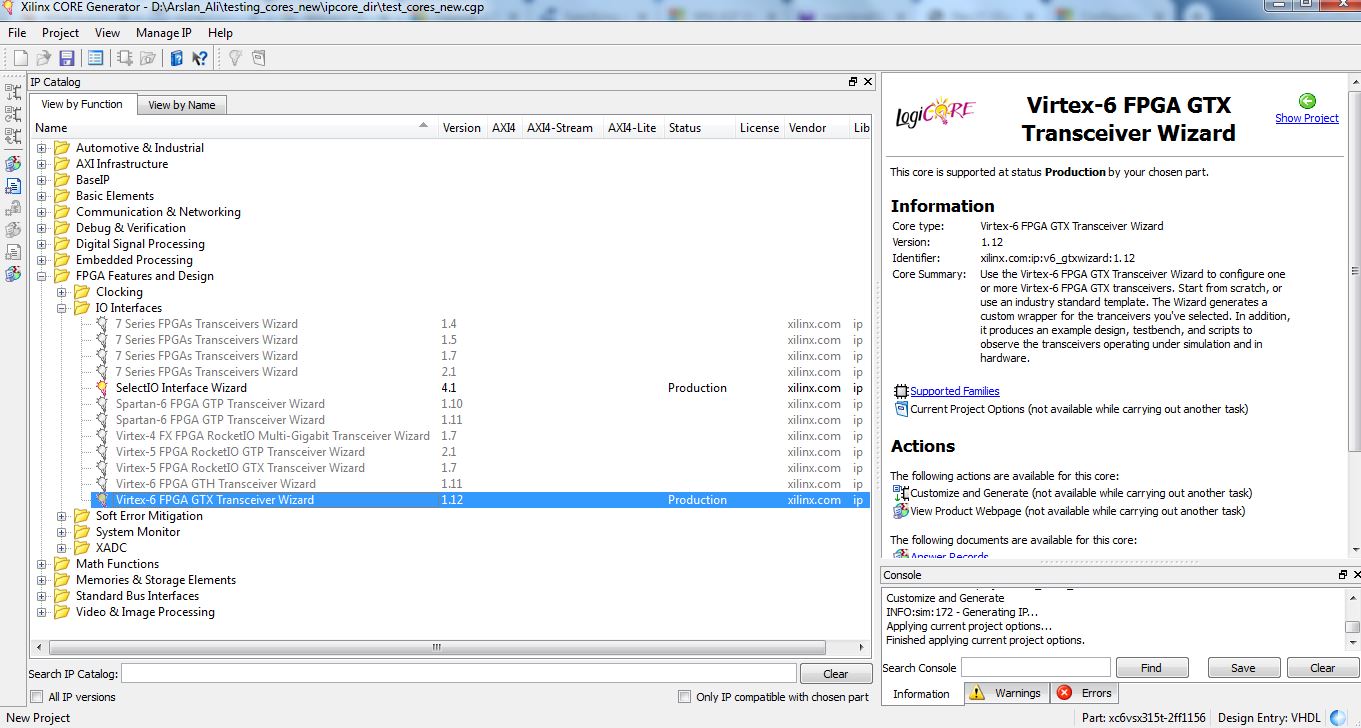 Xilinx CORE Generator - D:\Arslan_Ali\testing_cores_new\ipcore_dir\test_cores_new.cgp
File Project View Manage IP Help
IP Catalog
View by Function View by Name
Name Version AXI4 AXI4-Stream AXI4-Lite Status License Vendor Lib
Automotive & Industrial
AXI Infrastructure
BaseIP
Basic Elements
Communication & Networking
Debug & Verification
Digital Signal Processing
Embedded Processing
FPGA Features and Design
Clocking
IO Interfaces
7 Series FPGAs Transceivers Wizard 1.4 xilinx.com ip
7 Series FPGAs Transceivers Wizard 1.5 xilinx.com ip
7 Series FPGAs Transceivers Wizard 1.7 xilinx.com ip
7 Series FPGAs Transceivers Wizard 2.1 xilinx.com ip
SelectIO Interface Wizard 4.1 Production xilinx.com ip
Spartan-6 FPGA GTP Transceiver Wizard 1.10 xilinx.com ip
Spartan-6 FPGA GTP Transceiver Wizard 1.11 xilinx.com ip
Virtex-4 FX FPGA RocketIO Multi-Gigabit Transceiver Wizard 1.7 xilinx.com ip
Virtex-5 FPGA RocketIO GTP Transceiver Wizard 2.1 xilinx.com ip
Virtex-5 FPGA RocketIO GTX Transceiver Wizard 1.7 xilinx.com ip
Virtex-6 FPGA GTH Transceiver Wizard 1.11 xilinx.com ip
Virtex-6 FPGA GTX Transceiver Wizard 1.12 Production xilinx.com ip
Soft Error Mitigation
System Monitor
XADC
Math Functions
Memories & Storage Elements
Standard Bus Interfaces
Video & Image Processing
Search IP Catalog: Clear
All IP versions Only IP compatible with chosen part
LogiCORE
Virtex-6 FPGA GTX
Transceiver Wizard
Show Project
This core is supported at status Production by your chosen part.
Information
Core type: Virtex-6 FPGA GTX Transceiver Wizard
Version: 1.12
Identifier: xilinx.com:ip:v6_gtxwizard:1.12
Core Summary: Use the Virtex-6 FPGA GTX Transceiver Wizard to configure one
or more Virtex-6 FPGA GTX transceivers. Start from scratch, or
use an industry standard template. The Wizard generates a
custom wrapper for the tranceivers you've selected. In addition,
it produces an example design, testbench, and scripts to
observe the transceivers operating under simulation and in
hardware.
Supported Families
Current Project Options (not available while carrying out another task)
Actions
The following actions are available for this core:
Customize and Generate (not available while carrying out another task)
View Product Webpage (not available while carrying out another task)
The following documents are available for this core:
Answer Records
Console
Customize and Generate
INFO:sim:172 - Generating IP...
Applying current project options...
Finished applying current project options.
Search Console Find Save Clear
Information Warnings Errors
New Project Part: xc6vsx315t-2ff1156 Design Entry: VHDL